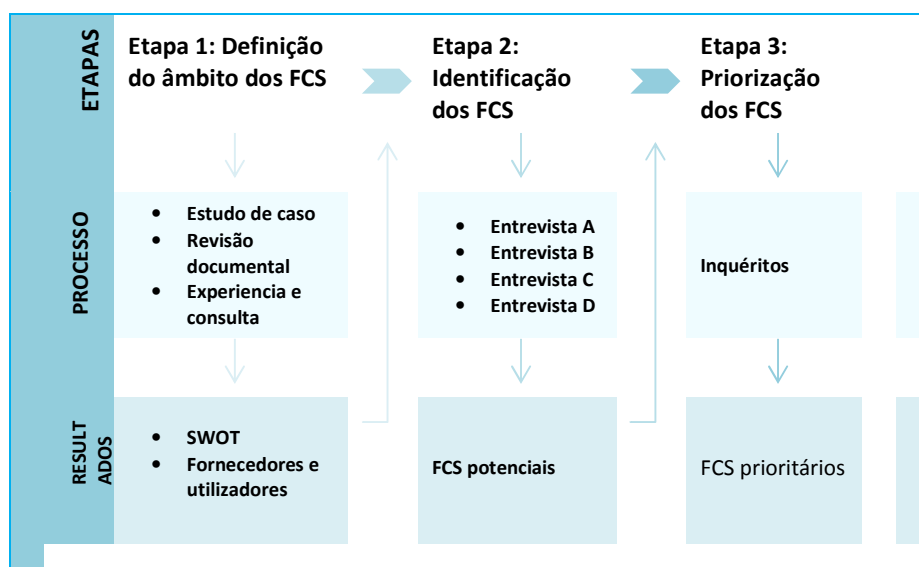 ETAPAS
Etapa 1: Definição
do âmbito dos FCS
Etapa 2:
Identificação
dos FCS
Etapa 3:
Priorização
dos FCS
PROCESSO
• Estudo de caso
• Revisão
documental
• Experiencia e
consulta
• Entrevista A
• Entrevista B
• Entrevista C
• Entrevista D
Inquéritos
RESULT
ADOS
• SWOT
• Fornecedores e
utilizadores
FCS potenciais
FCS prioritários